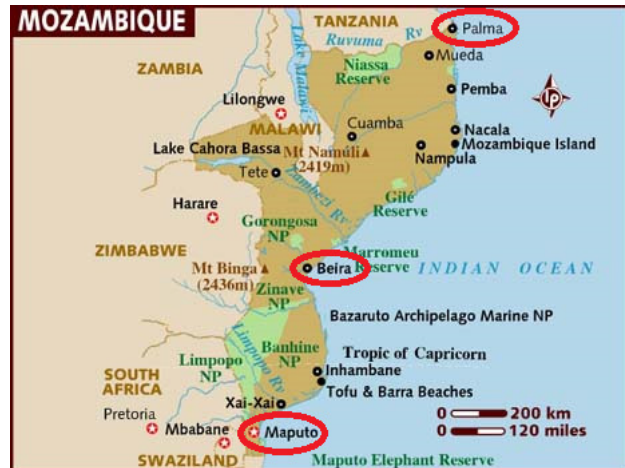 MOZAMBIQUE
TANZANIA
Ruvuma Rv
Palma
Mueda
Niassa
Reserve
Lake Malawi
ZAMBIA
Pemba
LP
Lilongwe
Cuamba
Nacala
MALAWI
Mozambique Island
Lake Cahora Bassa
Mt Namúli
(2419m)
Nampula
Tete
Zambezi Rv
Gilé
Reserve
Harare
Gorongosa
NP
ZIMBABWE
Marromeu
Reserve
Mt Binga
(2436m)
Beira
INDIAN OCEAN
Zinave
NP
Bazaruto Archipelago Marine NP
Limpopo Rv
Banhine
NP
Tropic of Capricorn
Limpopo
NP
Inhambane
SOUTH
AFRICA
Tofu & Barra Beaches
Xai-Xai
Pretoria
0 200 km
Mbabane
Maputo
0 120 miles
SWAZILAND
Maputo Elephant Reserve